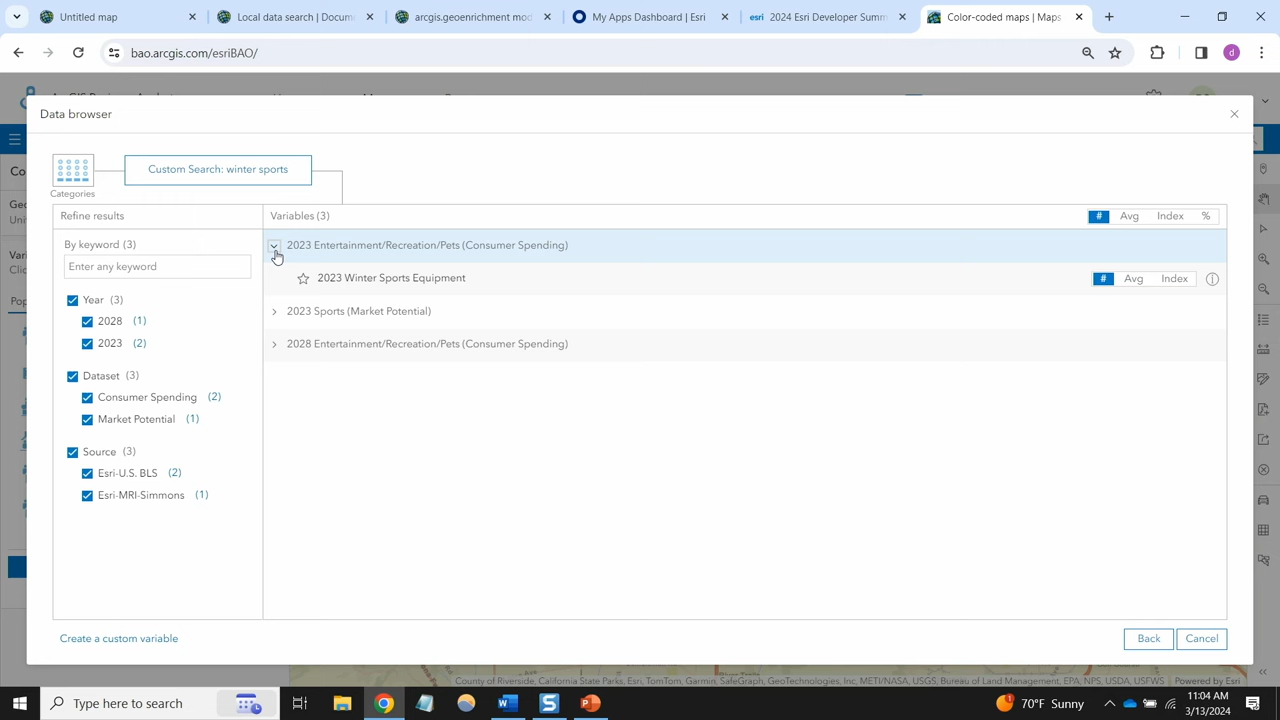 Untitled map
Local data search | Docume
arcgis.geoenrichment mod
My Apps Dashboard | Esri
esri 2024 Esri Developer Summ
Color-coded maps | Maps
bao.arcgis.com/esriBAO/
d
Data browser
Categories
Custom Search: winter sports
Refine results
Variables (3)
# Avg Index %
By keyword (3)
Enter any keyword
2023 Entertainment/Recreation/Pets (Consumer Spending)
2023 Winter Sports Equipment
# Avg Index
Year (3)
2023 Sports (Market Potential)
2028 (1)
2023 (2)
2028 Entertainment/Recreation/Pets (Consumer Spending)
Dataset (3)
Consumer Spending (2)
Market Potential (1)
Source (3)
Esri-U.S. BLS (2)
Esri-MRI-Simmons (1)
Create a custom variable
Back
Cancel
County of Riverside, California State Parks, Esri, TomTom, Garmin, SafeGraph, GeoTechnologies, Inc, METI/NASA, USGS, Bureau of Land Management, EPA, NPS, USDA, USFWS
Powered by Esri
Type here to search
1
70°F Sunny
11:04 AM
3/13/2024